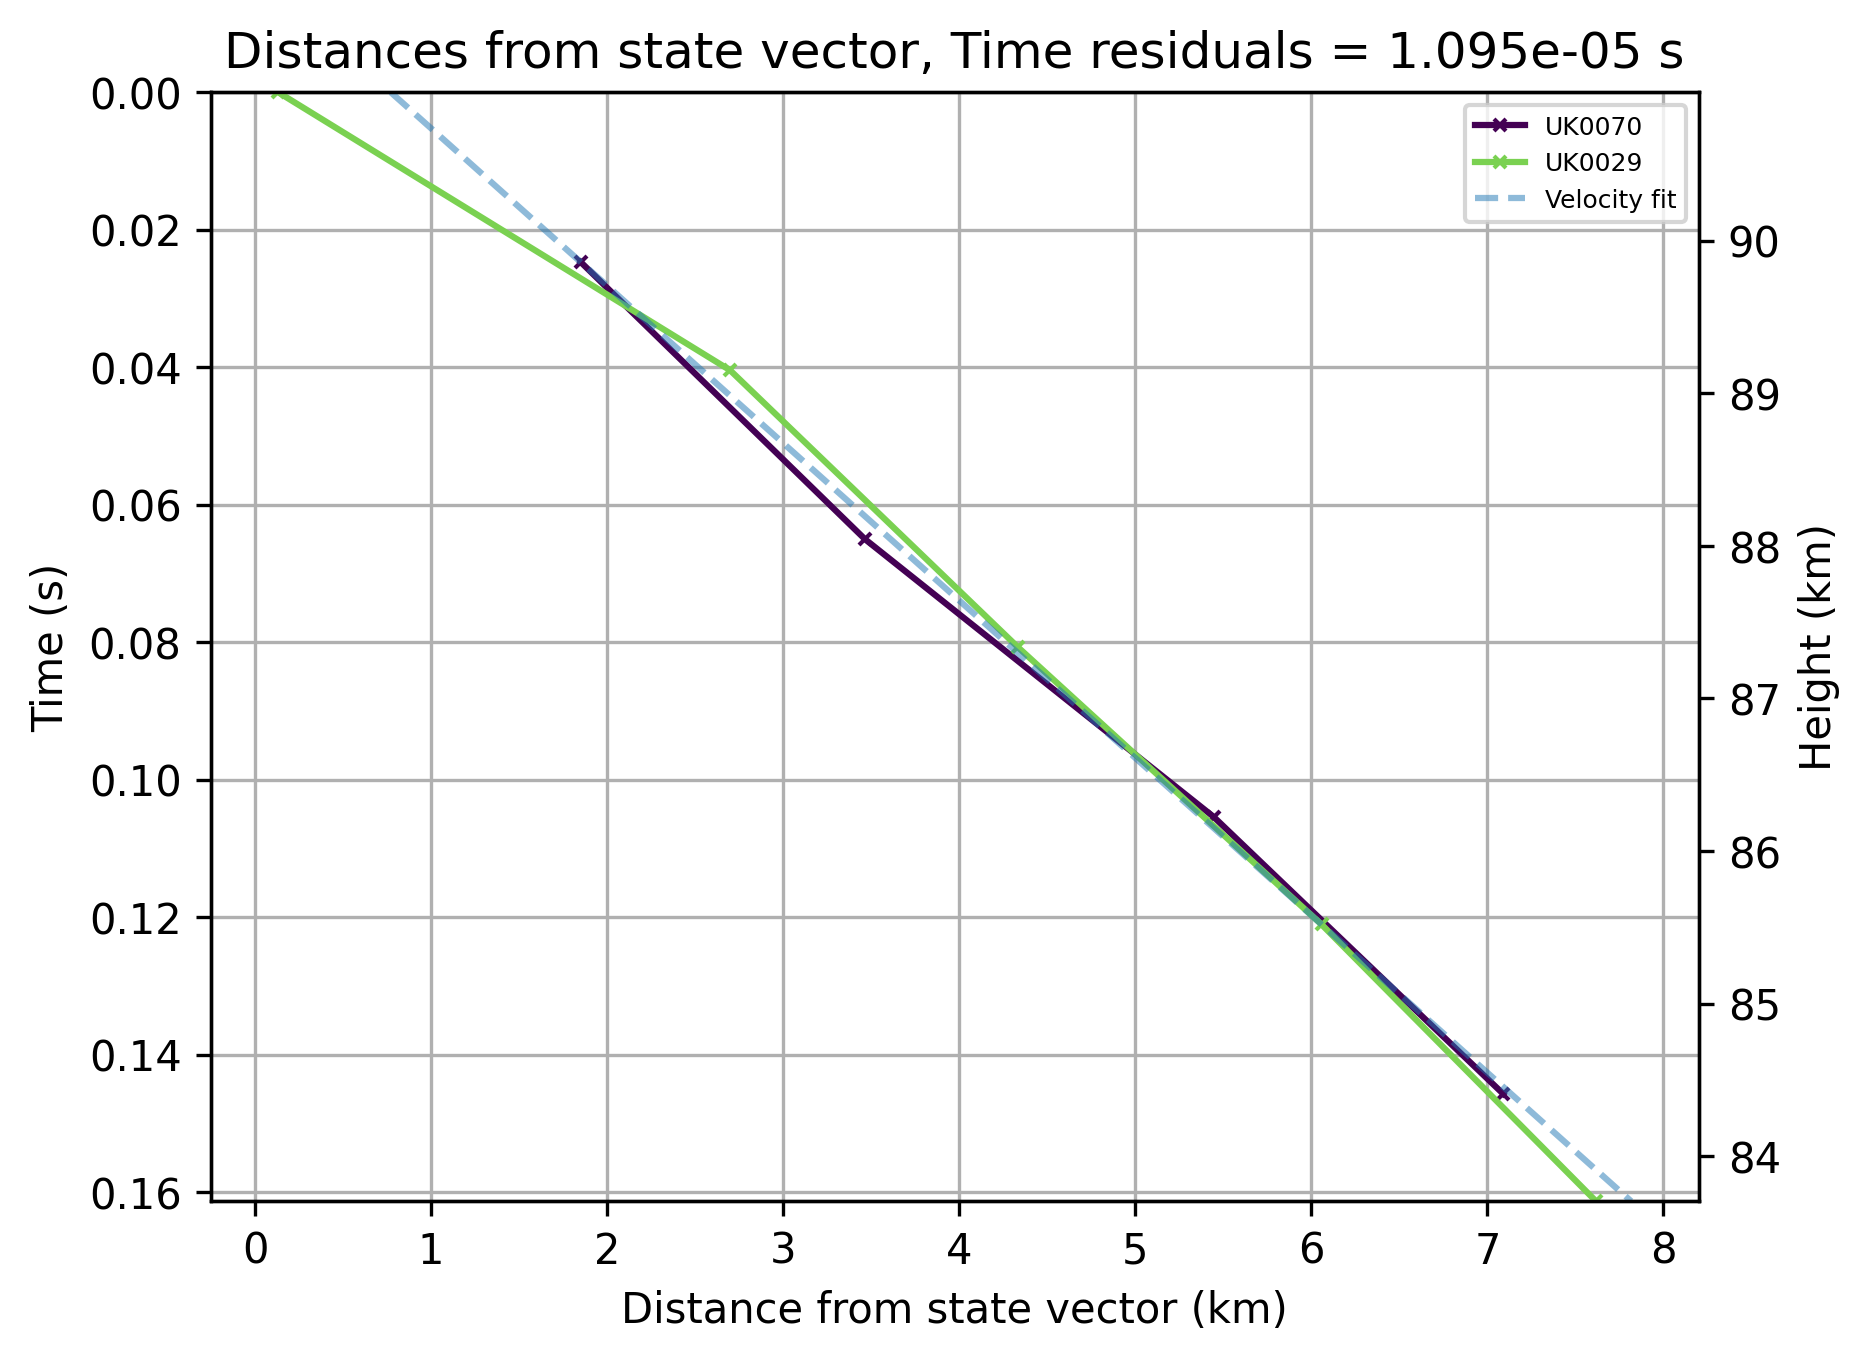 Distances from state vector, Time residuals = 1.095e-05 s
UK0070
UK0029
Velocity fit
0.00
0.02
0.04
0.06
0.08
0.10
0.12
0.14
0.16
Time (s)
90
89
88
87
86
85
84
Height (km)
0 1 2 3 4 5 6 7 8
Distance from state vector (km)